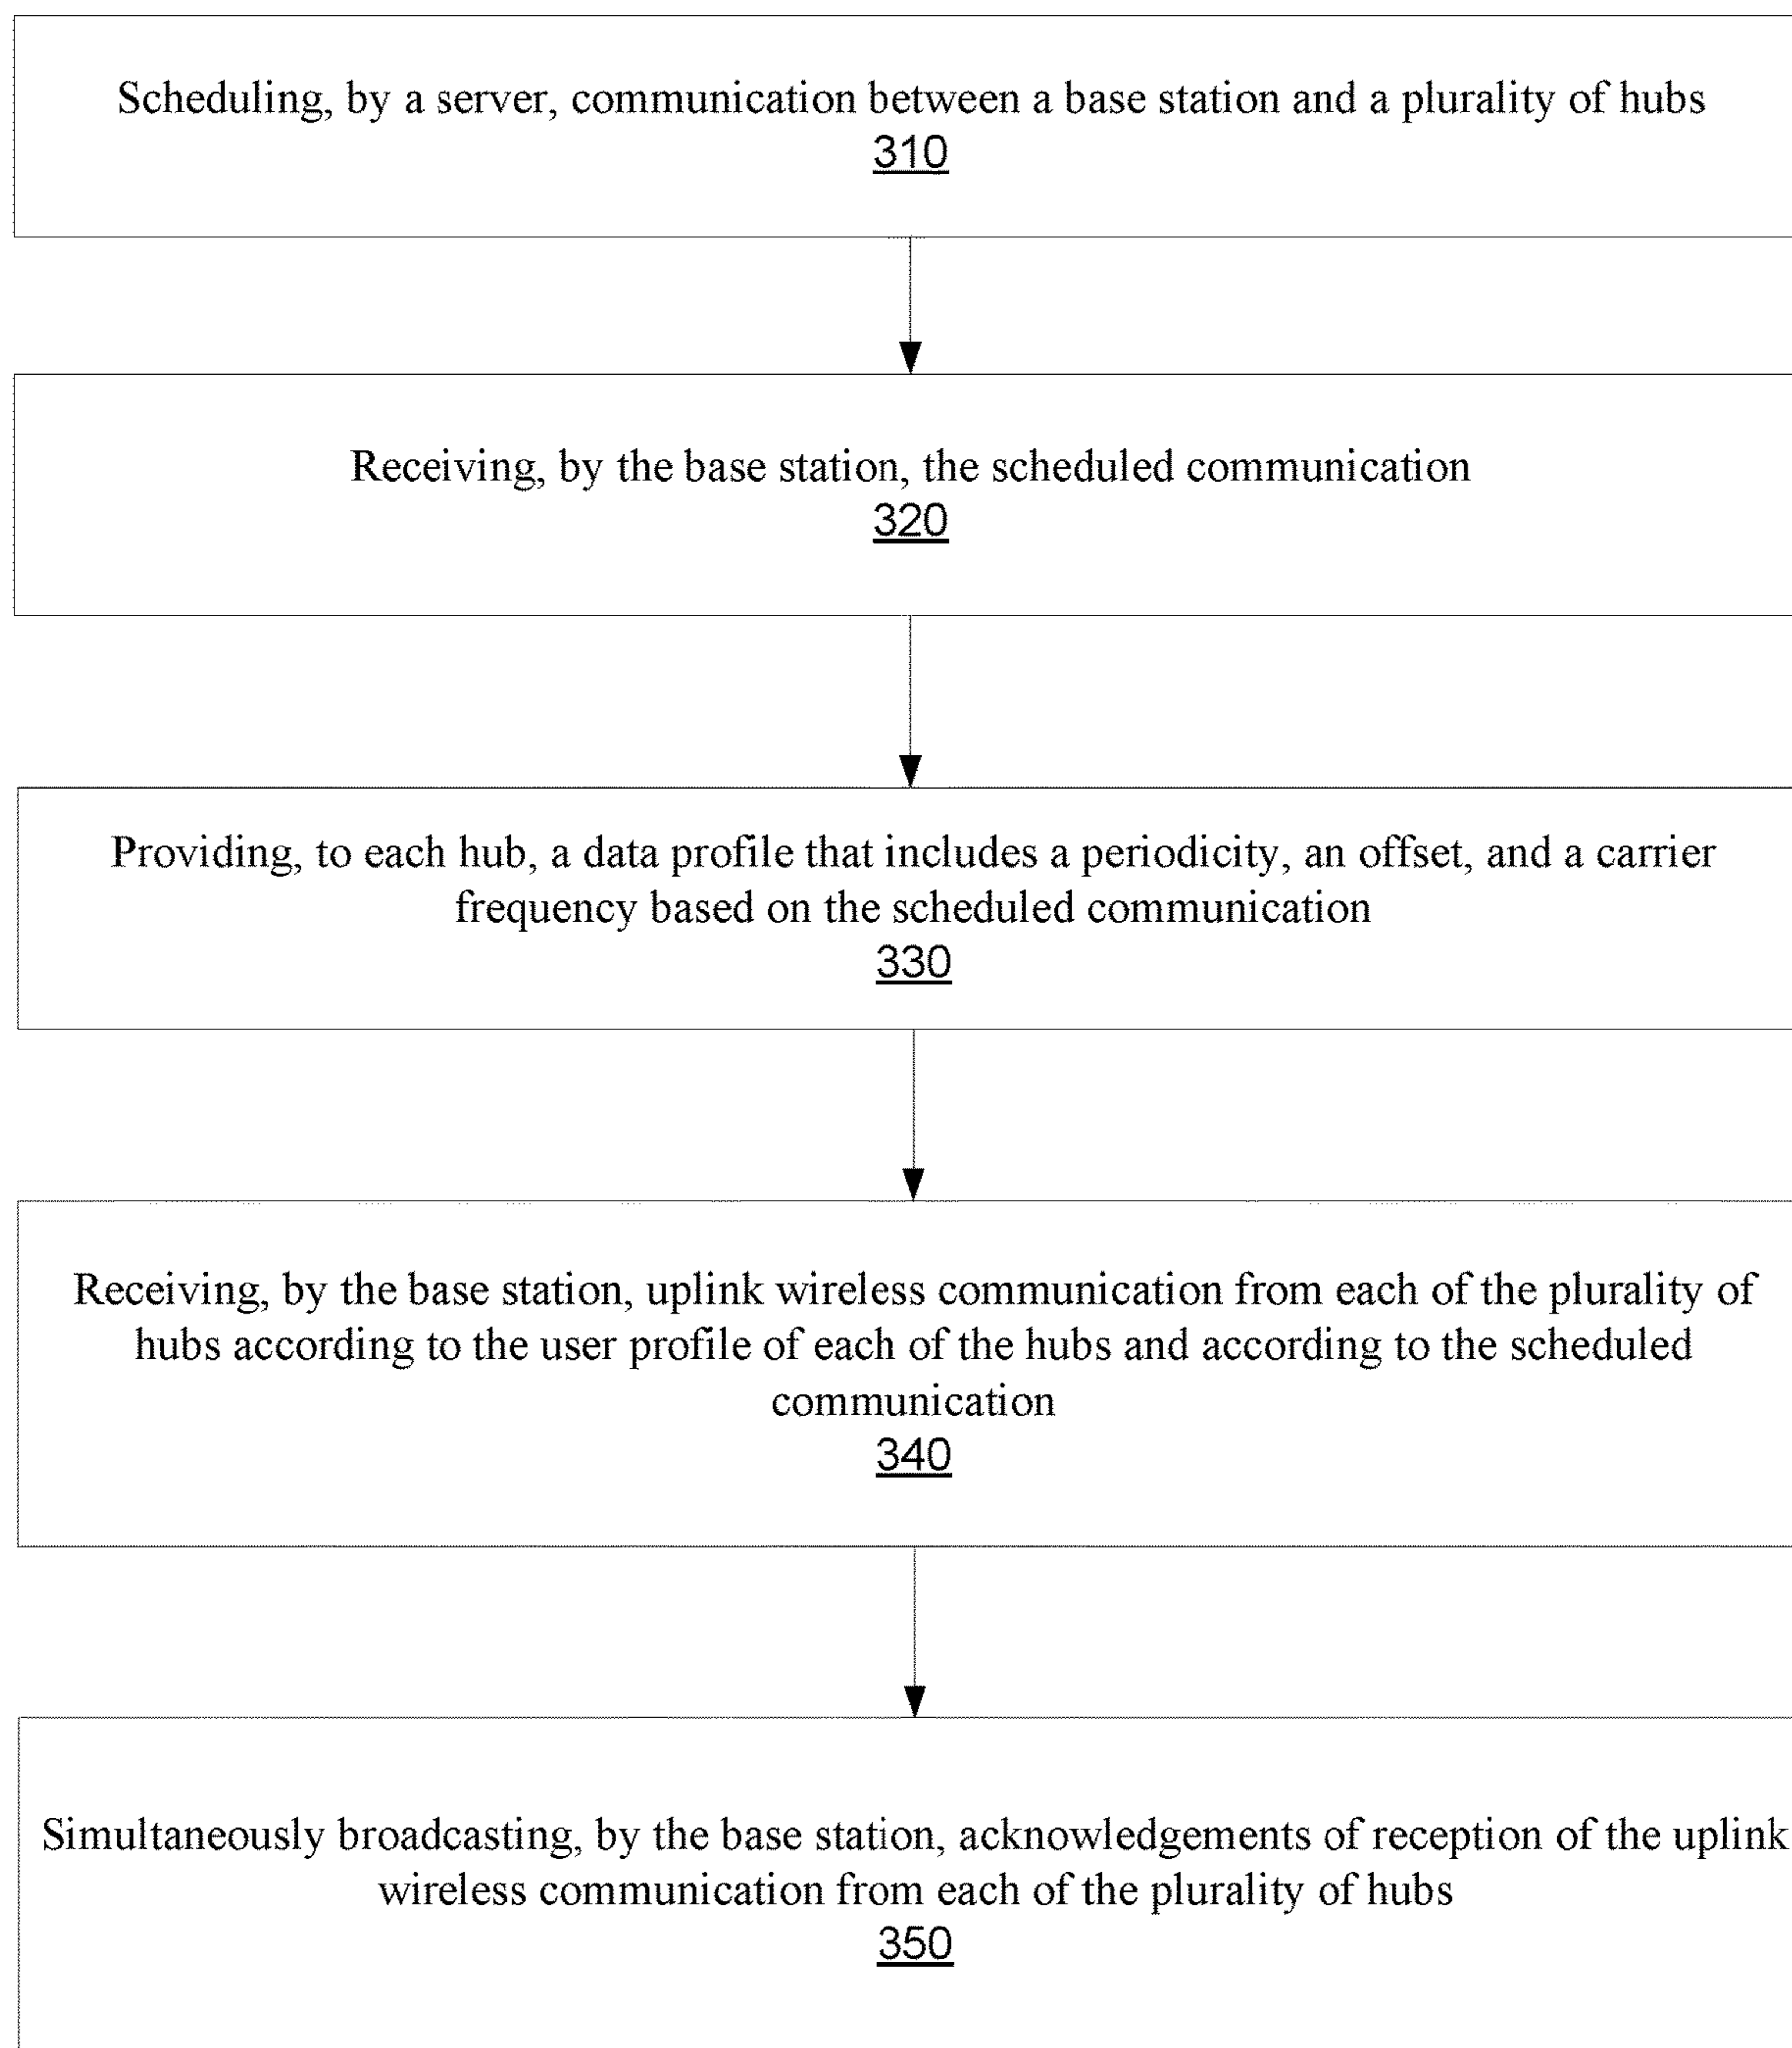 Scheduling, by a server, communication between a base station and a plurality of hubs
310
Receiving, by the base station, the scheduled communication
320
Providing, to each hub, a data profile that includes a periodicity, an offset, and a carrier
frequency based on the scheduled communication
330
Receiving, by the base station, uplink wireless communication from each of the plurality of
hubs according to the user profile of each of the hubs and according to the scheduled
communication
340
Simultaneously broadcasting, by the base station, acknowledgements of reception of the uplink
wireless communication from each of the plurality of hubs
350